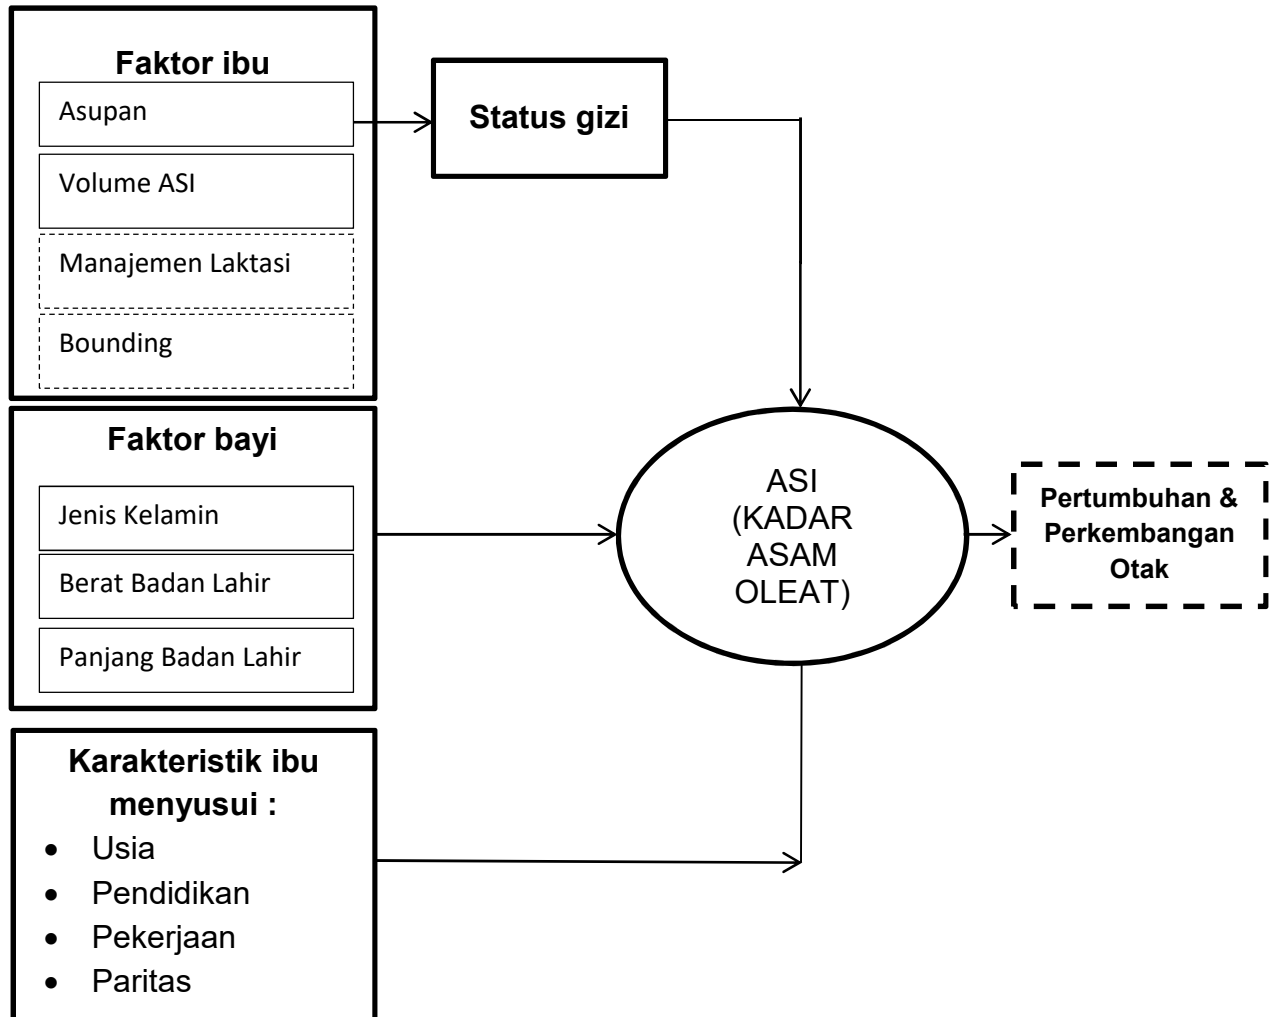 Faktor ibu
Asupan
Volume ASI
Manajemen Laktasi
Bounding
Status gizi
Faktor bayi
Jenis Kelamin
Berat Badan Lahir
Panjang Badan Lahir
Karakteristik ibu
menyusui :
• Usia
• Pendidikan
• Pekerjaan
• Paritas
ASI
(KADAR
ASAM
OLEAT)
Pertumbuhan &
Perkembangan
Otak